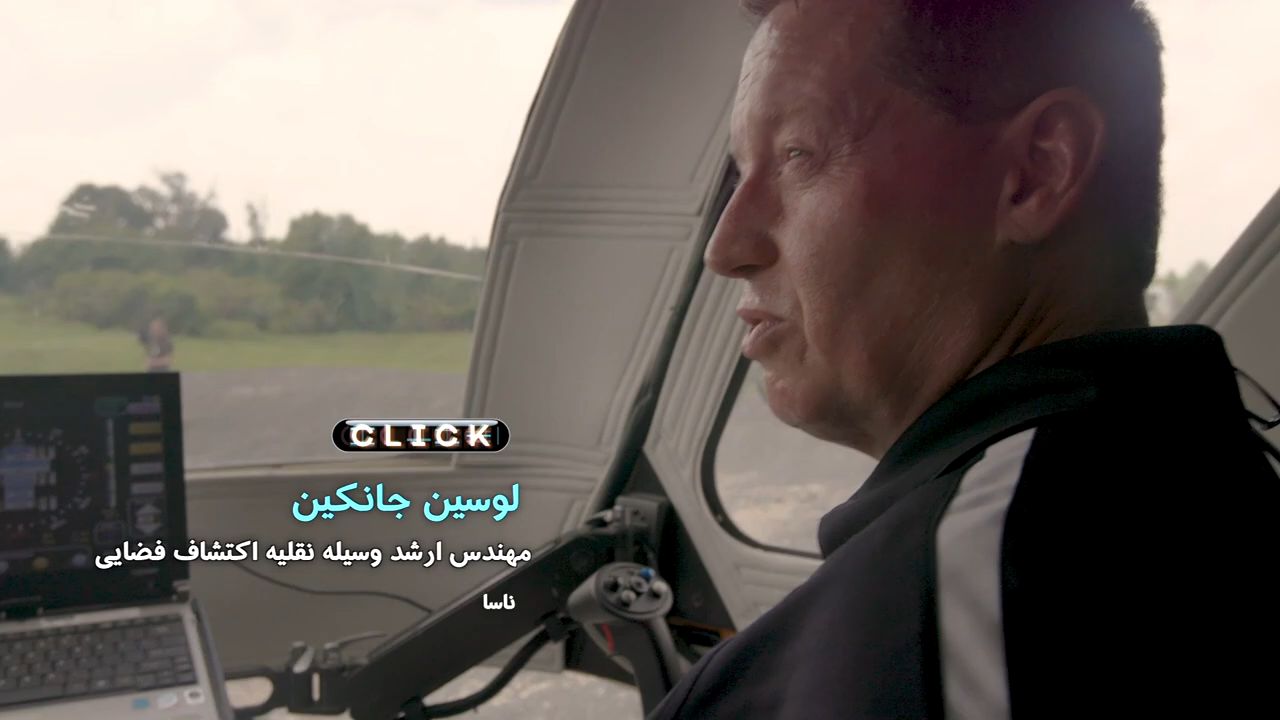 CLICK
لوسین جانکین
مهندس ارشد وسیله نقلیه اکتشاف فضایی
ناسا